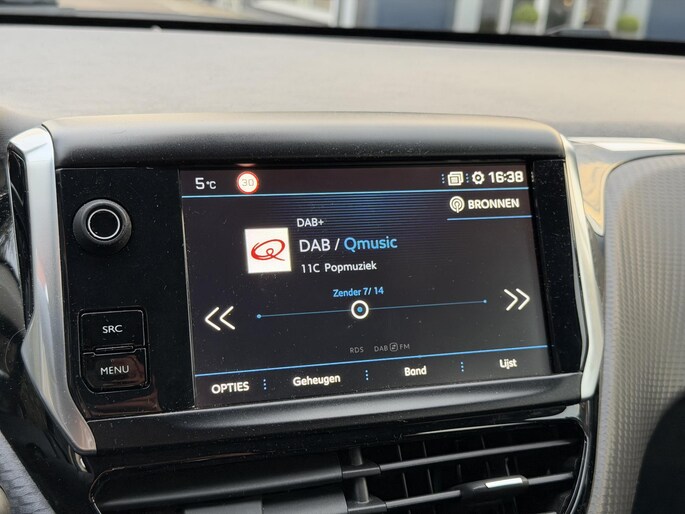 5 °C
30
16:38
BRONNEN
DAB+
DAB / Qmusic
11C Popmuziek
Zender 7/ 14
SRC
MENU
RDS DAB FM
OPTIES
Geheugen
Band
Lijst